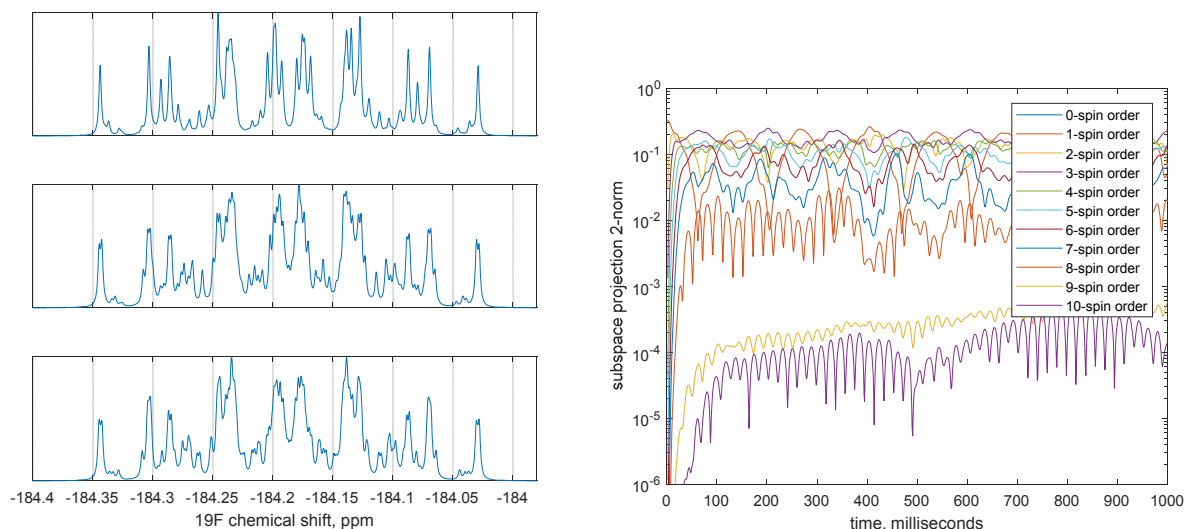 -184.4 -184.35 -184.3 -184.25 -184.2 -184.15 -184.1 -184.05 -184
19F chemical shift, ppm
subspace projection 2-norm
10^0
10^-1
10^-2
10^-3
10^-4
10^-5
10^-6
0-spin order
1-spin order
2-spin order
3-spin order
4-spin order
5-spin order
6-spin order
7-spin order
8-spin order
9-spin order
10-spin order
0 100 200 300 400 500 600 700 800 900 1000
time, milliseconds